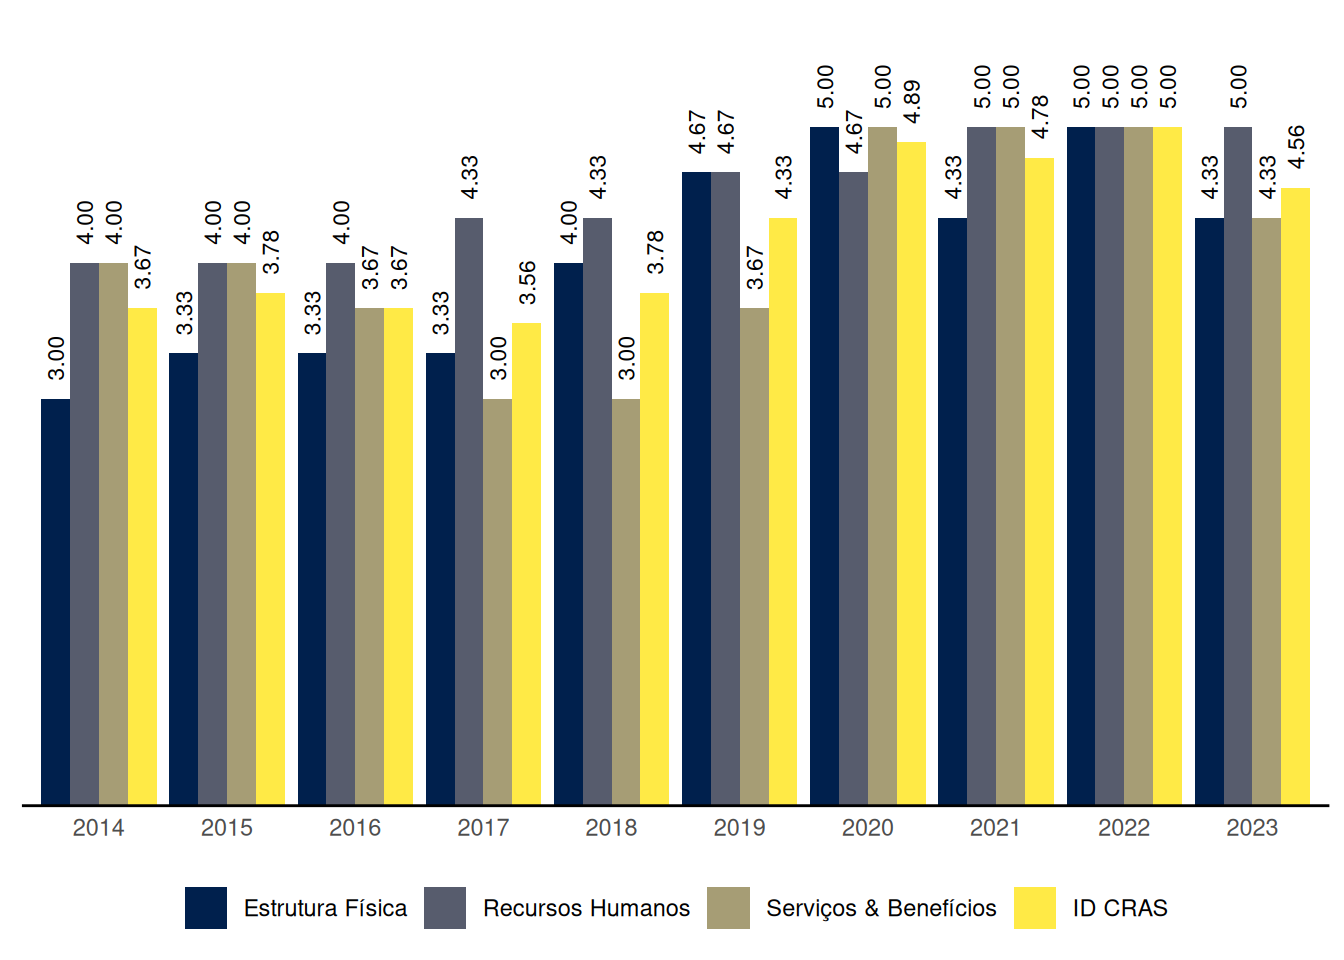 3.00 4.00 4.00 3.67
3.33 4.00 4.00 3.78
3.33 4.00 3.67 3.67
3.33 4.33 3.00 3.56
4.00 4.33 3.00 3.78
4.67 4.67 3.67 4.33
5.00 4.67 5.00 4.89
4.33 5.00 5.00 4.78
5.00 5.00 5.00 5.00
4.33 5.00 4.33 4.56
2014 2015 2016 2017 2018 2019 2020 2021 2022 2023
Estrutura Física Recursos Humanos Serviços & Benefícios ID CRAS